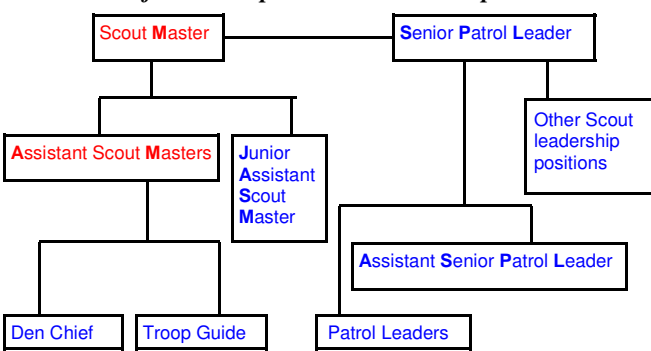 Scout Master
Senior Patrol Leader
Other Scout
leadership
positions
Assistant Scout Masters
Junior
Assistant
Scout
Master
Assistant Senior Patrol Leader
Den Chief
Troop Guide
Patrol Leaders